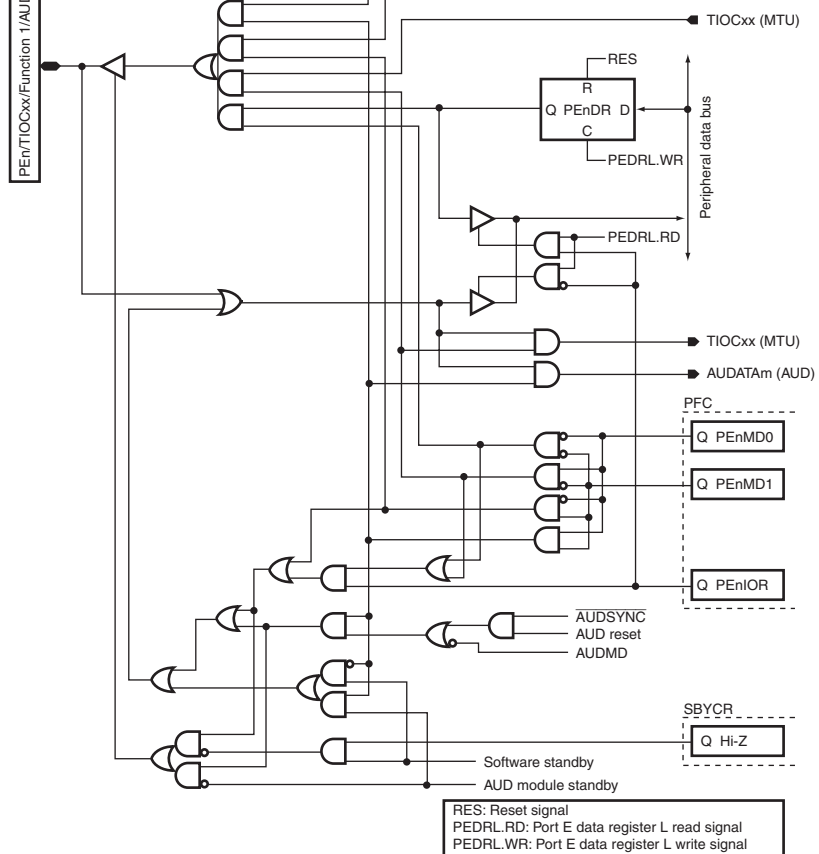 PEn/TIOCxx/Function 1/AUD
TIOCxx (MTU)
RES
R
Q PEnDR D
C
PEDRL.WR
Peripheral data bus
PEDRL.RD
TIOCxx (MTU)
AUDATAm (AUD)
PFC
Q PEnMD0
Q PEnMD1
Q PEnIOR
AUDSYNC
AUD reset
AUDMD
SBYCR
Q Hi-Z
Software standby
AUD module standby
RES: Reset signal
PEDRL.RD: Port E data register L read signal
PEDRL.WR: Port E data register L write signal